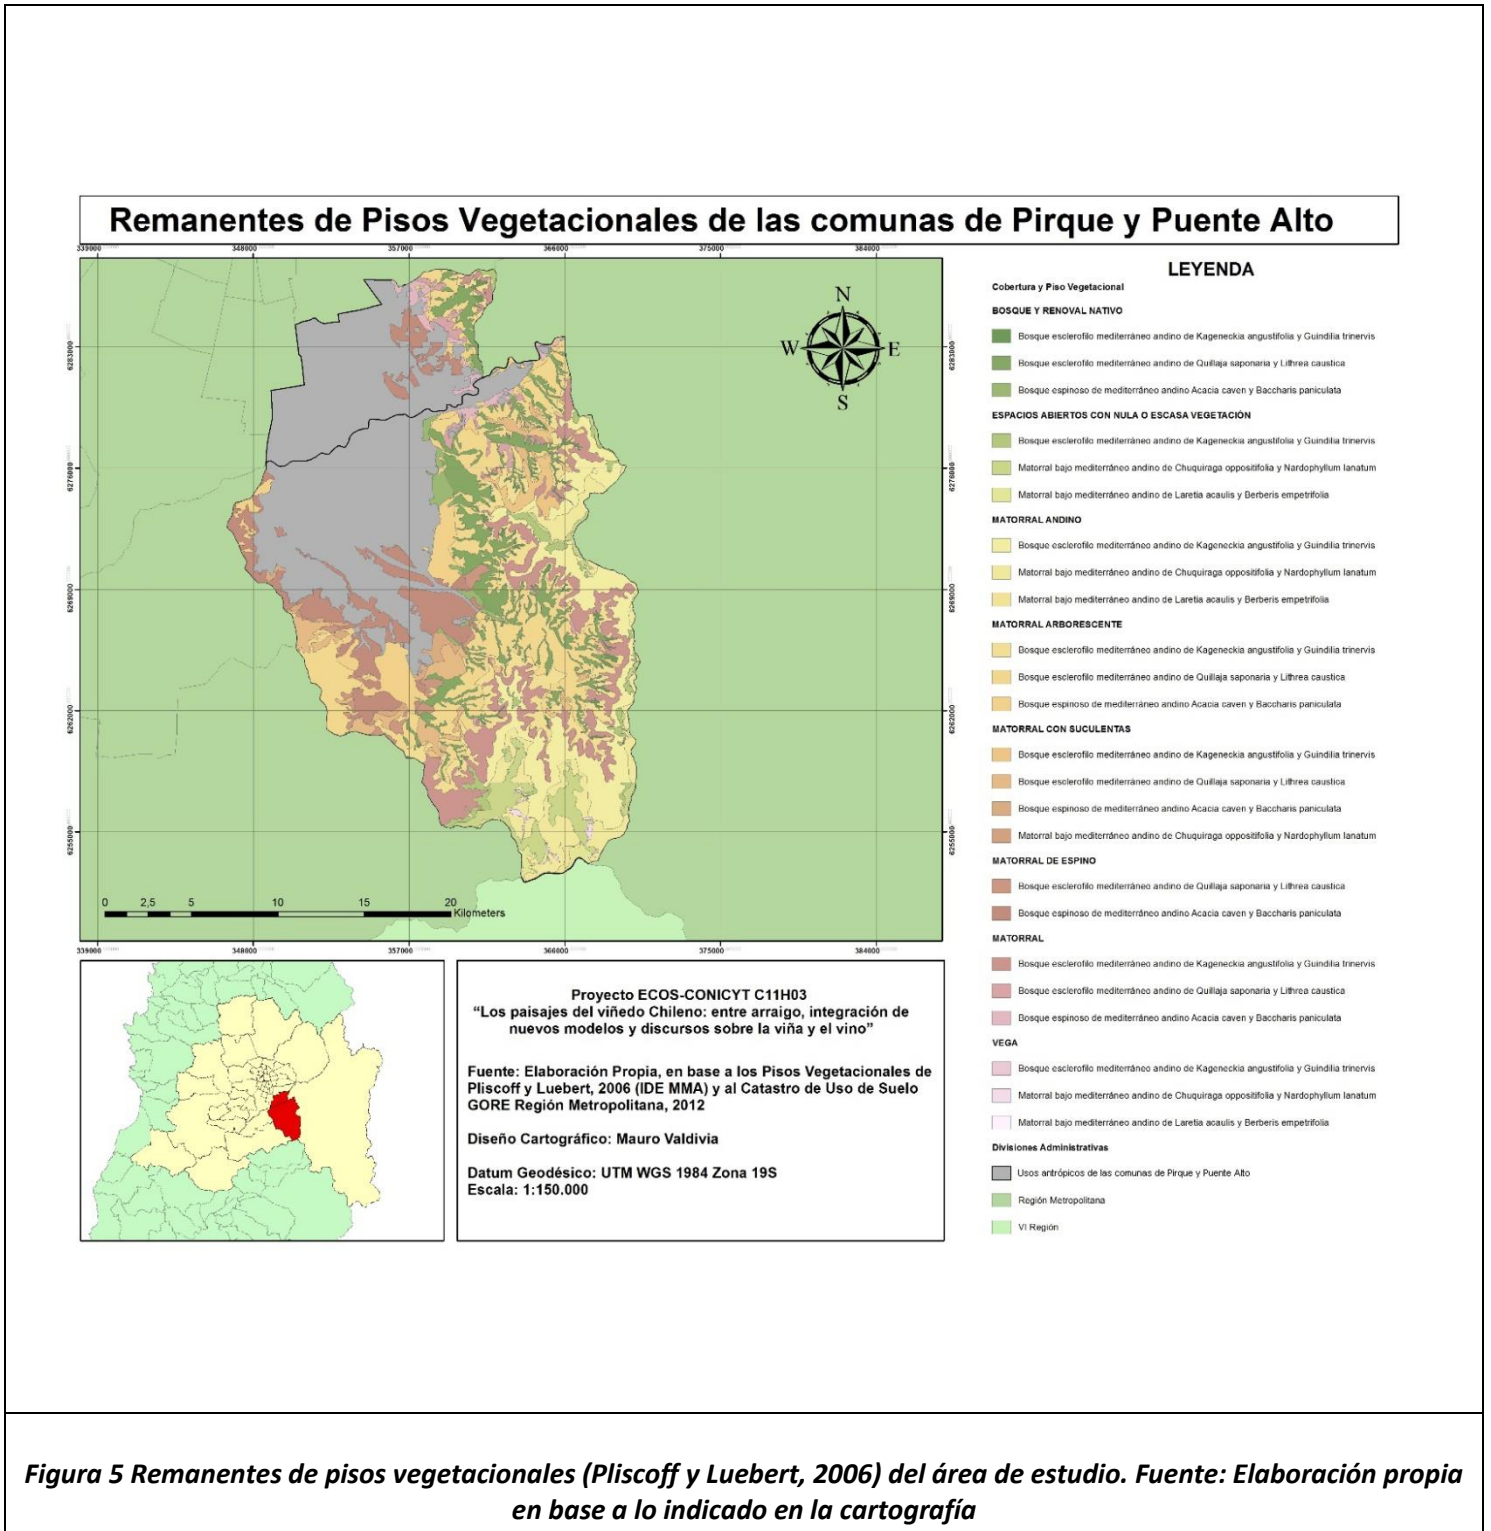 Remanentes de Pisos Vegetacionales de las comunas de Pirque y Puente Alto
339000 348000 357000 366000 375000 384000
N
W E
S
6283000 6283000
6276000 6276000
6269000 6269000
6262000 6262000
6255000 6255000
0 2,5 5 10 15 20
Kilometers
339000 348000 357000 366000 375000 384000
LEYENDA
Cobertura y Piso Vegetacional
BOSQUE Y RENOVAL NATIVO
Bosque esclerofilo mediterráneo andino de Kageneckia angustifolia y Guindilia trinervis
Bosque esclerofilo mediterráneo andino de Quillaja saponaria y Lithrea caustica
Bosque espinoso de mediterráneo andino Acacia caven y Baccharis paniculata
ESPACIOS ABIERTOS CON NULA O ESCASA VEGETACIÓN
Bosque esclerofilo mediterráneo andino de Kageneckia angustifolia y Guindilia trinervis
Matorral bajo mediterráneo andino de Chuquiraga oppositifolia y Nardophyllum lanatum
Matorral bajo mediterráneo andino de Laretia acaulis y Berberis empetrifolia
MATORRAL ANDINO
Bosque esclerofilo mediterráneo andino de Kageneckia angustifolia y Guindilia trinervis
Matorral bajo mediterráneo andino de Chuquiraga oppositifolia y Nardophyllum lanatum
Matorral bajo mediterráneo andino de Laretia acaulis y Berberis empetrifolia
MATORRAL ARBORESCENTE
Bosque esclerofilo mediterráneo andino de Kageneckia angustifolia y Guindilia trinervis
Bosque esclerofilo mediterráneo andino de Quillaja saponaria y Lithrea caustica
Bosque espinoso de mediterráneo andino Acacia caven y Baccharis paniculata
MATORRAL CON SUCULENTAS
Bosque esclerofilo mediterráneo andino de Kageneckia angustifolia y Guindilia trinervis
Bosque esclerofilo mediterráneo andino de Quillaja saponaria y Lithrea caustica
Bosque espinoso de mediterráneo andino Acacia caven y Baccharis paniculata
Matorral bajo mediterráneo andino de Chuquiraga oppositifolia y Nardophyllum lanatum
MATORRAL DE ESPINO
Bosque esclerofilo mediterráneo andino de Quillaja saponaria y Lithrea caustica
Bosque espinoso de mediterráneo andino Acacia caven y Baccharis paniculata
MATORRAL
Bosque esclerofilo mediterráneo andino de Kageneckia angustifolia y Guindilia trinervis
Bosque esclerofilo mediterráneo andino de Quillaja saponaria y Lithrea caustica
Bosque espinoso de mediterráneo andino Acacia caven y Baccharis paniculata
VEGA
Bosque esclerofilo mediterráneo andino de Kageneckia angustifolia y Guindilia trinervis
Matorral bajo mediterráneo andino de Chuquiraga oppositifolia y Nardophyllum lanatum
Matorral bajo mediterráneo andino de Laretia acaulis y Berberis empetrifolia
Divisiones Administrativas
Usos antrópicos de las comunas de Pirque y Puente Alto
Región Metropolitana
VI Región
Proyecto ECOS-CONICYT C11H03
“Los paisajes del viñedo Chileno: entre arraigo, integración de
nuevos modelos y discursos sobre la viña y el vino”
Fuente: Elaboración Propia, en base a los Pisos Vegetacionales de
Pliscoff y Luebert, 2006 (IDE MMA) y al Catastro de Uso de Suelo
GORE Región Metropolitana, 2012
Diseño Cartográfico: Mauro Valdivia
Datum Geodésico: UTM WGS 1984 Zona 19S
Escala: 1:150.000
Figura 5 Remanentes de pisos vegetacionales (Pliscoff y Luebert, 2006) del área de estudio. Fuente: Elaboración propia
en base a lo indicado en la cartografía